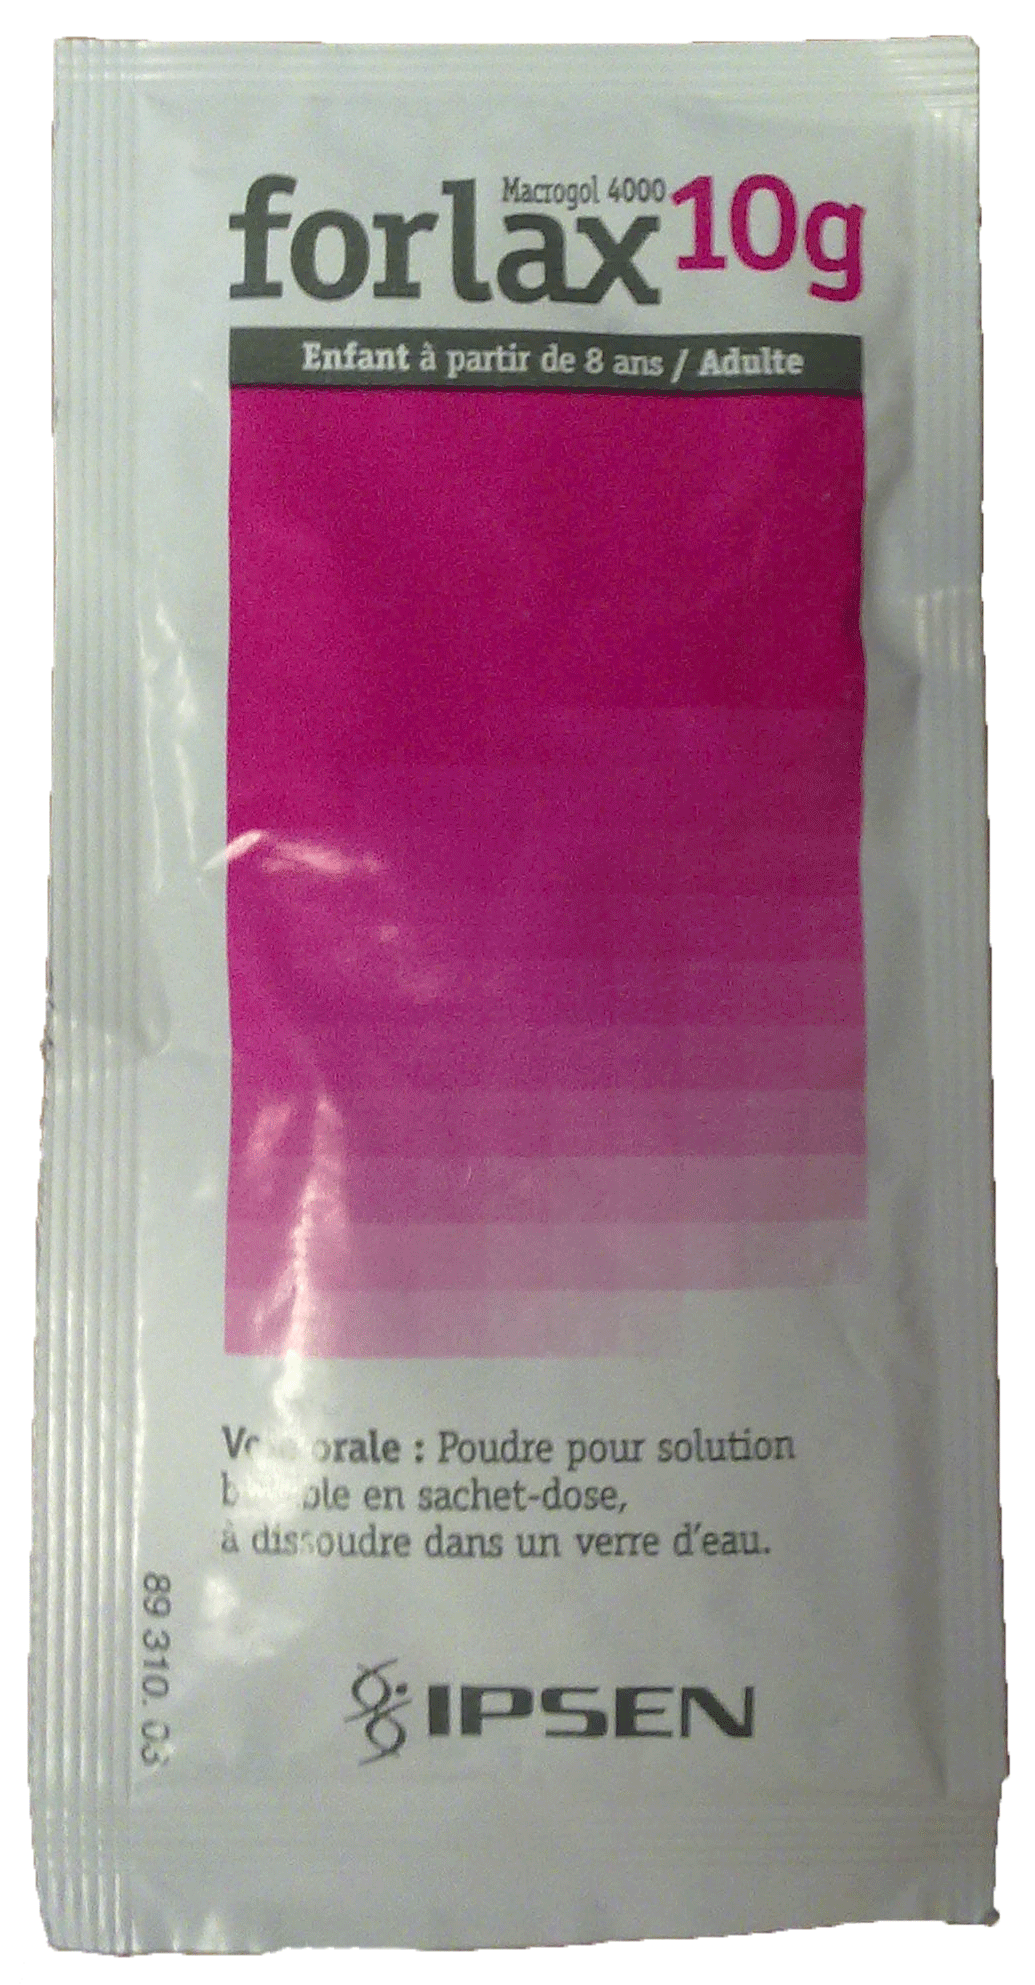 Macrogol 4000
forlax 10g
Enfant à partir de 8 ans / Adulte
orale : Poudre pour solution
en sachet-dose,
à dissoudre dans un verre d'eau.
89 310. 03
IPSEN